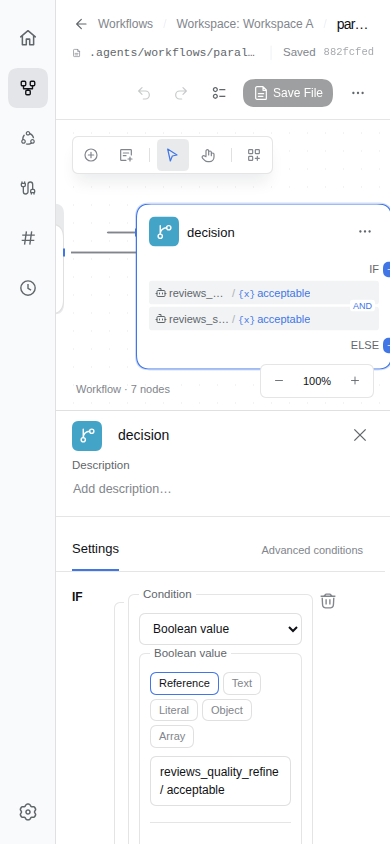 Workflows / Workspace: Workspace A / par…
.agents/workflows/paral… Saved 882fcfed
Save File
decision
IF
reviews_… / {x} acceptable
AND
reviews_s… / {x} acceptable
ELSE
Workflow · 7 nodes
100%
decision
Description
Add description…
Settings
Advanced conditions
IF
Condition
Boolean value
Boolean value
Reference Text
Literal Object
Array
reviews_quality_refine
/ acceptable